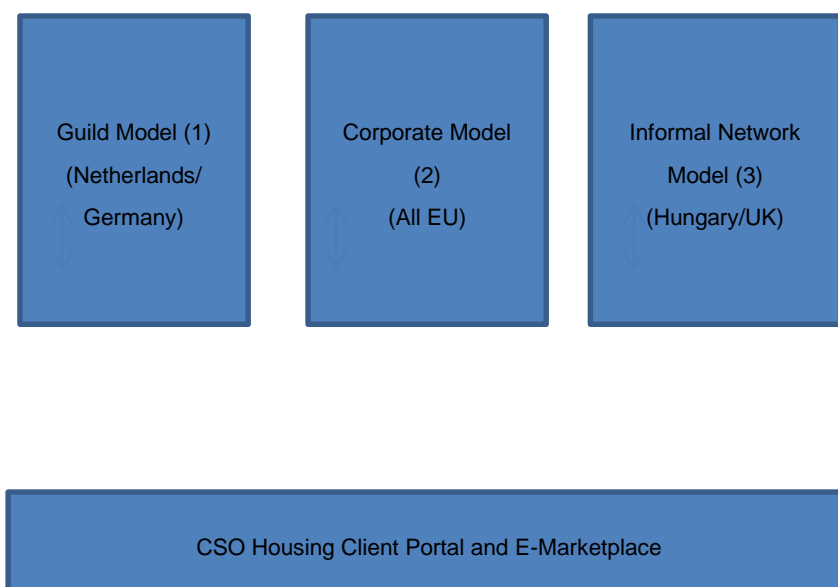 Guild Model (1)
(Netherlands/
Germany)
Corporate Model
(2)
(All EU)
Informal Network
Model (3)
(Hungary/UK)
CSO Housing Client Portal and E-Marketplace